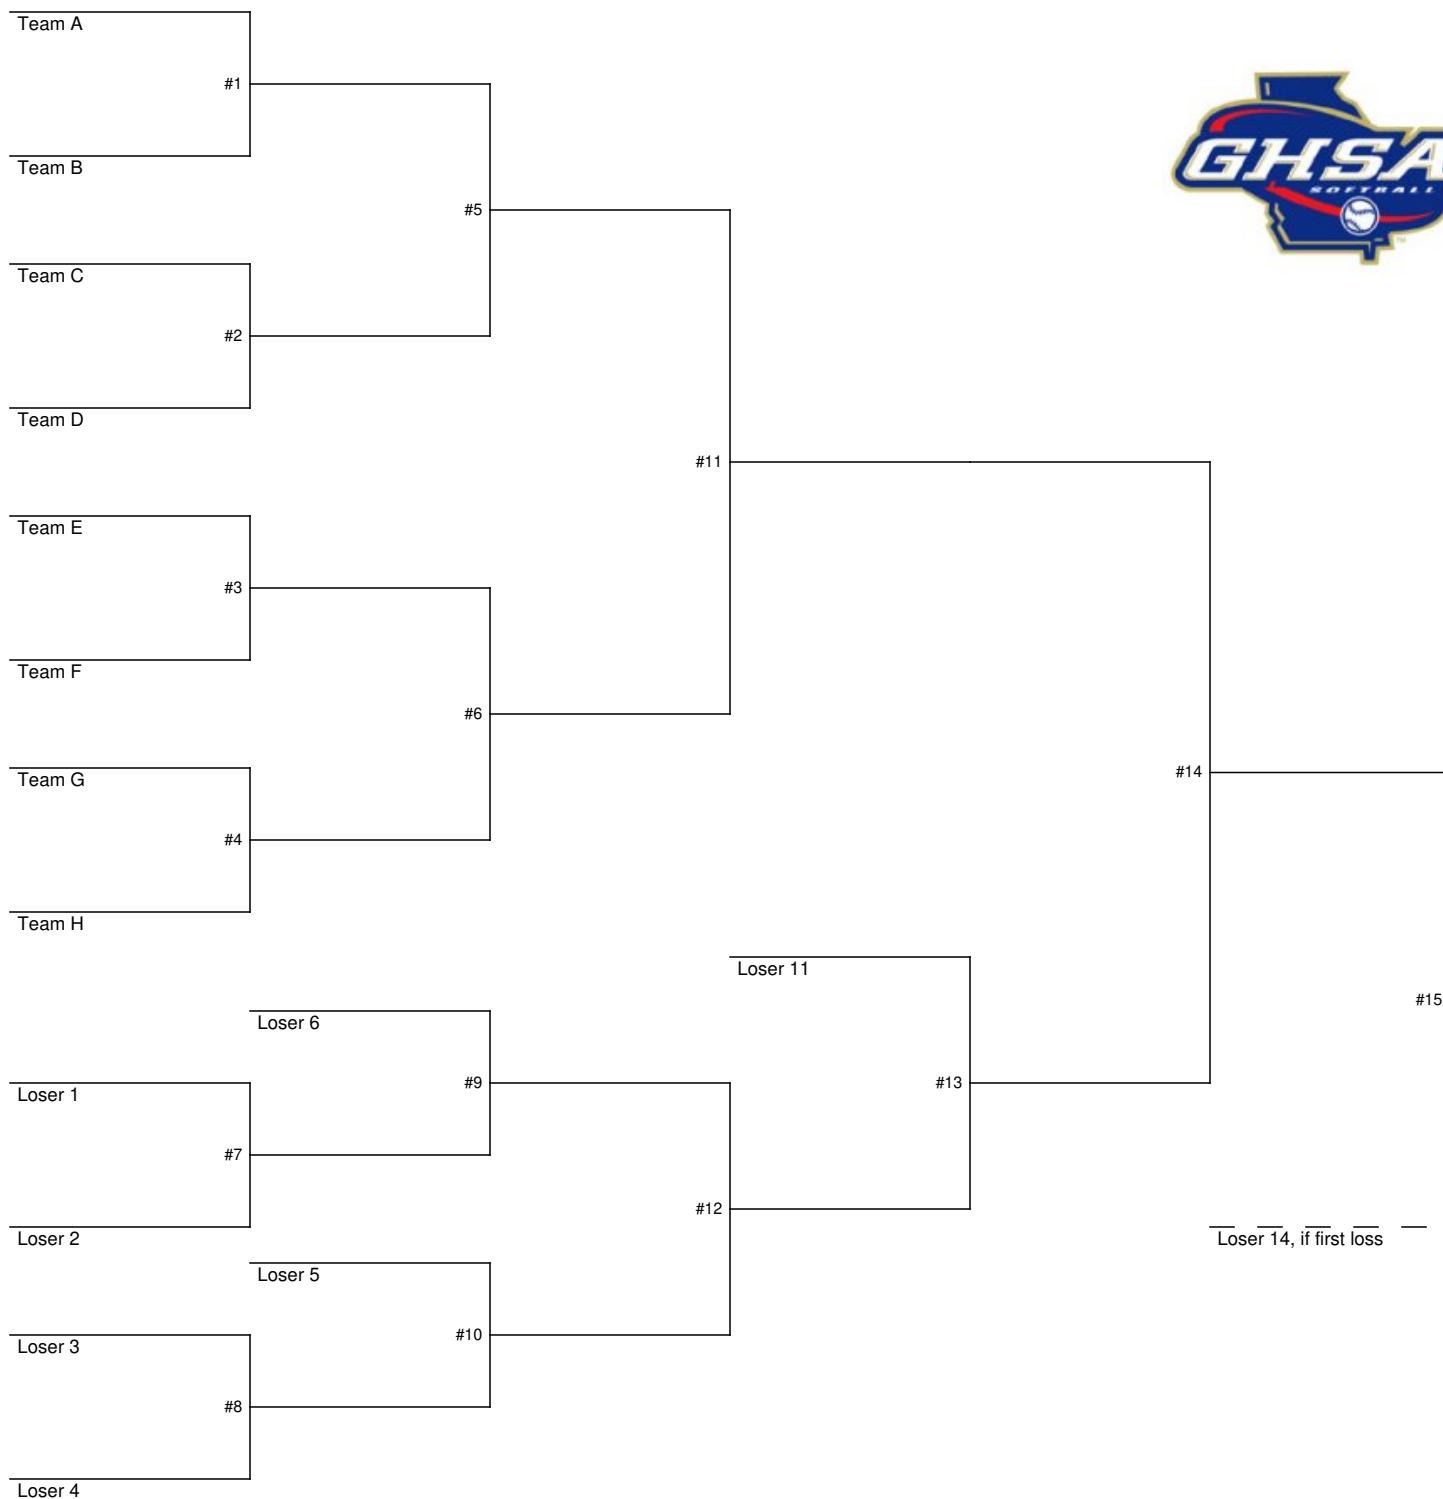 Team A
#1
Team B
#5
Team C
#2
Team D
#11
Team E
#3
Team F
#6
Team G
#4
Team H
#14
GHSA
SOFTBALL
TM
Loser 11
Loser 6
#15
Loser 1
#9
#13
#7
#12
Loser 2
Loser 14, if first loss
Loser 5
#10
Loser 3
#8
Loser 4